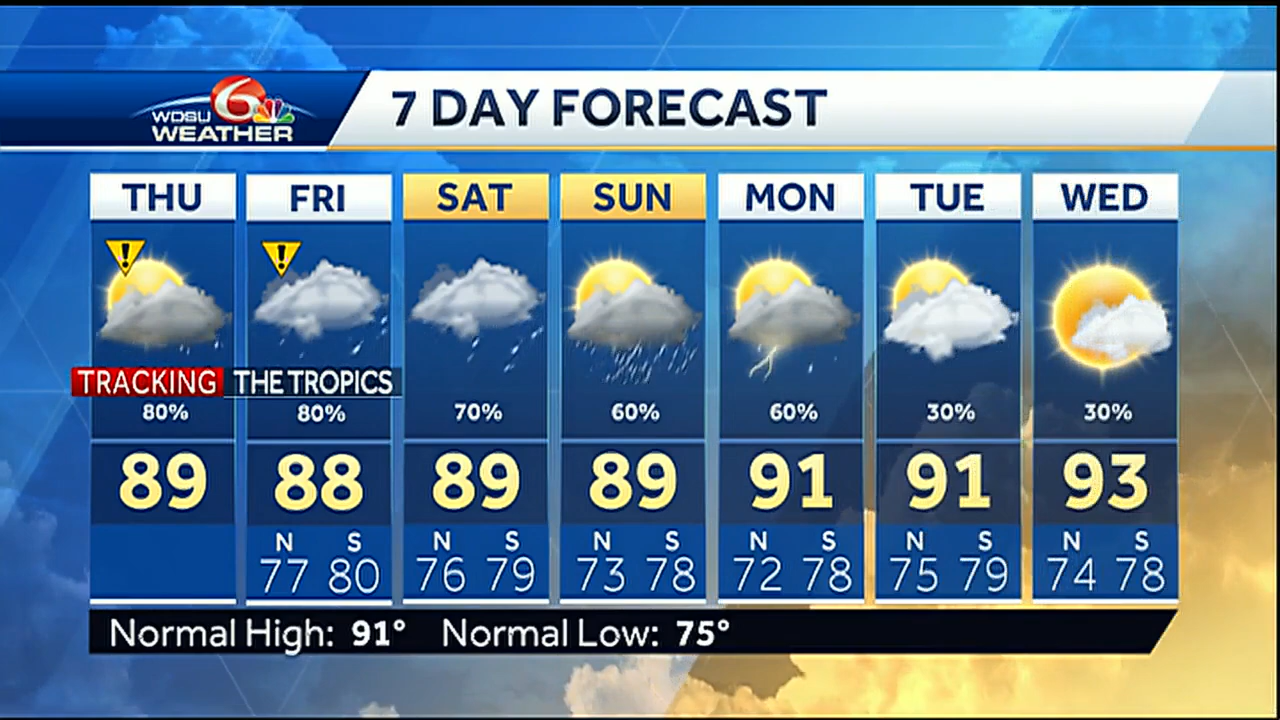 WDSU 6
WEATHER
7 DAY FORECAST
THU FRI SAT SUN MON TUE WED
! !
TRACKING THE TROPICS
80% 80% 70% 60% 60% 30% 30%
89 88 89 89 91 91 93
N S N S N S N S N S N S
77 80 76 79 73 78 72 78 75 79 74 78
Normal High: 91° Normal Low: 75°